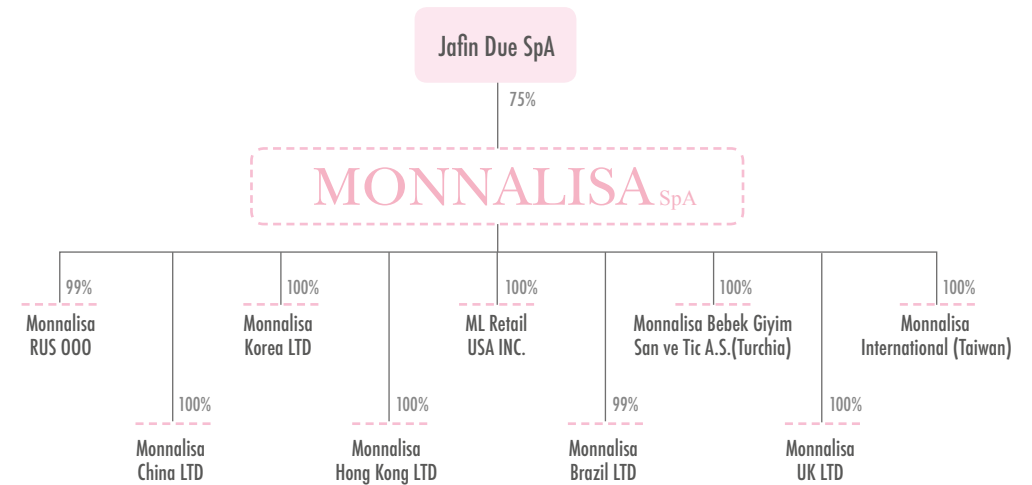 Jafin Due SpA
75%
MONNALISA SpA
99%
100%
100%
100%
100%
Monnalisa
RUS OOO
Monnalisa
Korea LTD
ML Retail
USA INC.
Monnalisa Bebek Giyim
San ve Tic A.S.(Turchia)
Monnalisa
International (Taiwan)
100%
100%
99%
100%
Monnalisa
China LTD
Monnalisa
Hong Kong LTD
Monnalisa
Brazil LTD
Monnalisa
UK LTD